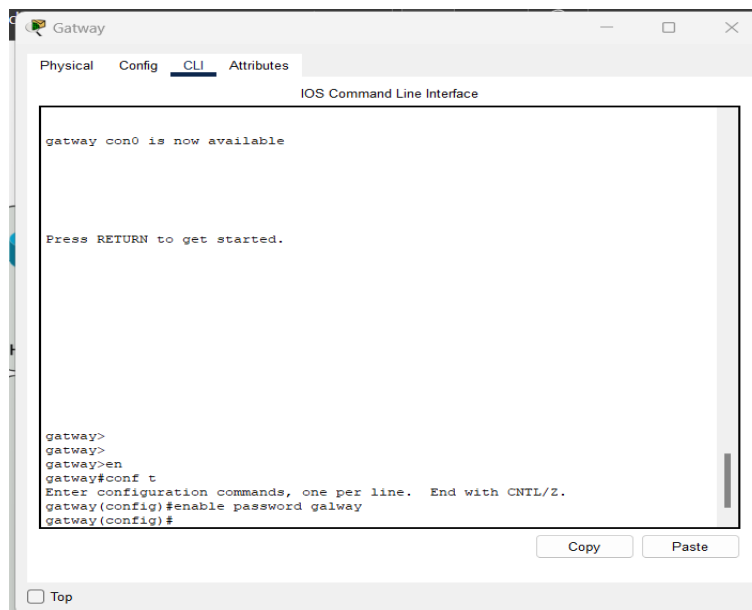 Gatway
Physical Config CLI Attributes
IOS Command Line Interface
gatway con0 is now available
Press RETURN to get started.
gatway>
gatway>
gatway>en
gatway#conf t
Enter configuration commands, one per line.  End with CNTL/Z.
gatway(config)#enable password galway
gatway(config)#
Copy Paste
Top